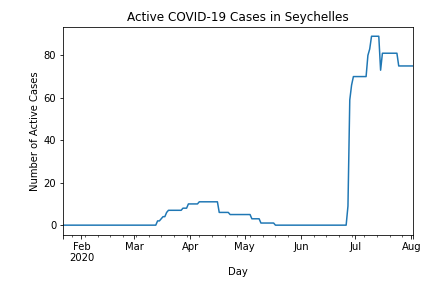 Active COVID-19 Cases in Seychelles
Number of Active Cases
80
60
40
20
0
Feb
2020
Mar
Apr
May
Jun
Jul
Aug
Day